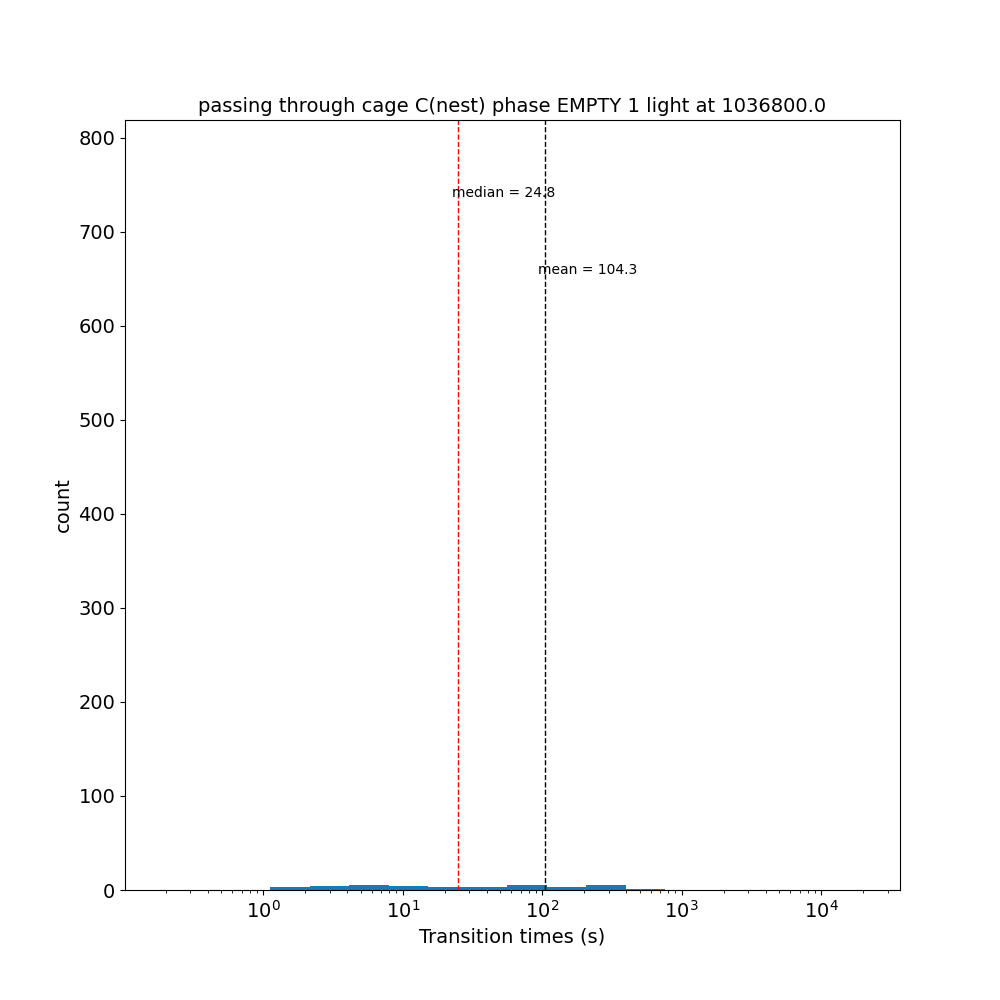 passing through cage C(nest) phase EMPTY 1 light at 1036800.0
800
median = 24.8
700
mean = 104.3
600
500
count
400
300
200
100
0
10^0 10^1 10^2 10^3 10^4
Transition times (s)